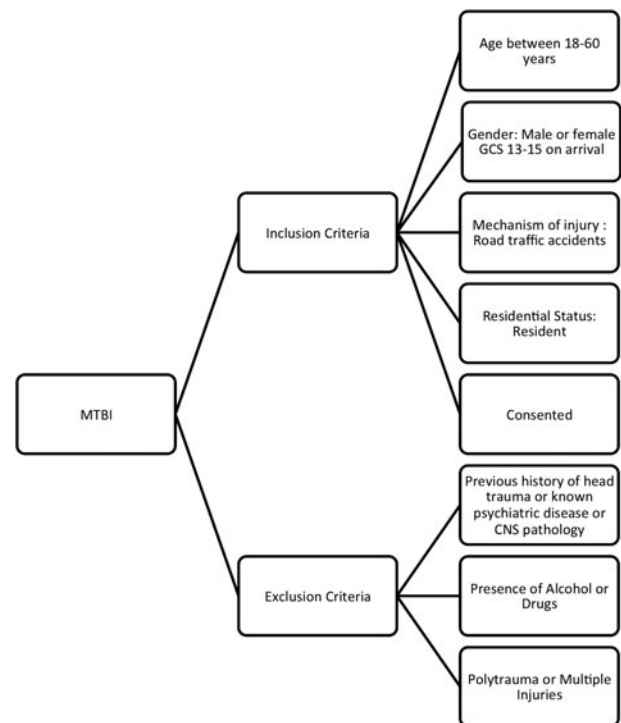 Age between 18-60
years
Gender: Male or female
GCS 13-15 on arrival
Inclusion Criteria
Mechanism of injury :
Road traffic accidents
Residential Status:
Resident
MTBI
Consented
Previous history of head
trauma or known
psychiatric disease or
CNS pathology
Exclusion Criteria
Presence of Alcohol or
Drugs
Polytrauma or Multiple
Injuries